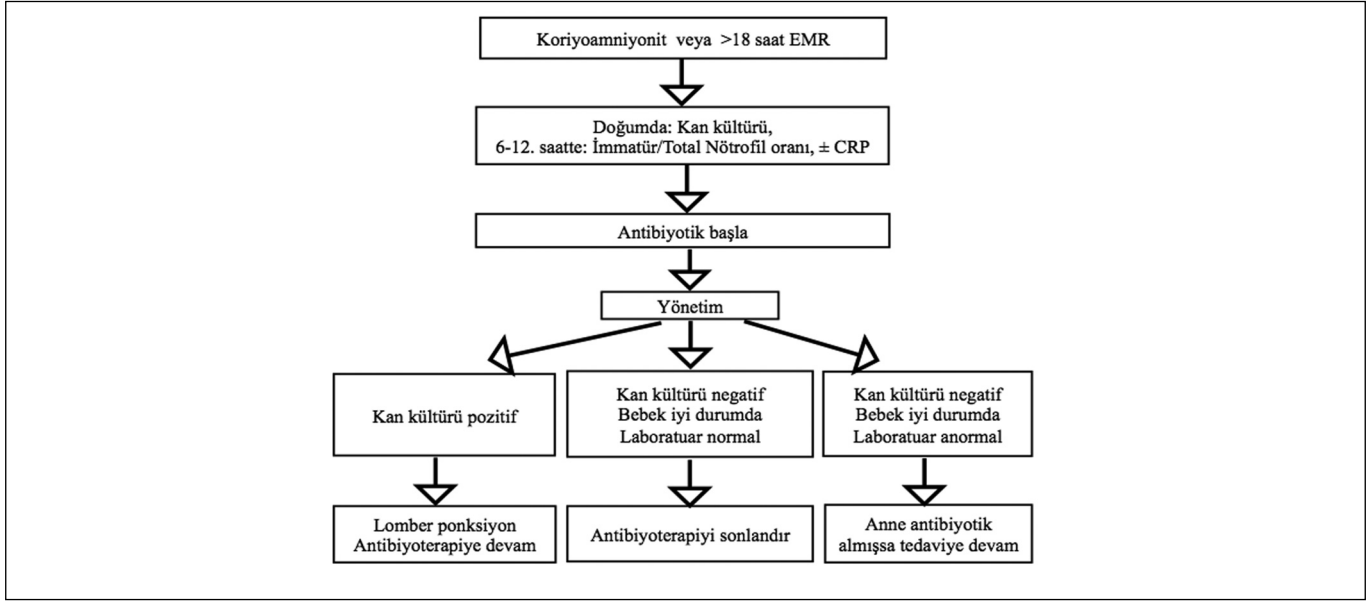 Koriyoamniyonit veya >18 saat EMR
Doğumda: Kan kültürü,
6-12. saatte: İmmatür/Total Nötrofil oranı, ± CRP
Antibiyotik başla
Yönetim
Kan kültürü pozitif
Kan kültürü negatif
Bebek iyi durumda
Laboratuar normal
Kan kültürü negatif
Bebek iyi durumda
Laboratuar anormal
Lomber ponksiyon
Antibiyoterapiye devam
Antibiyoterapiyi sonlandır
Anne antibiyotik
almışsa tedaviye devam